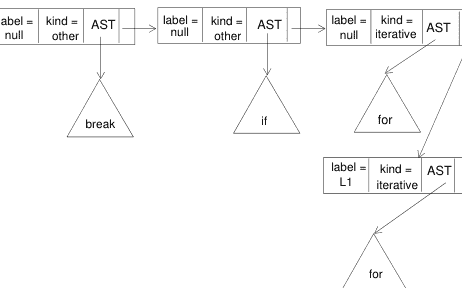 label = kind = AST
null other
label = kind = AST
null other
label = kind = AST
null iterative
break
if
for
label = kind = AST
L1 iterative
for